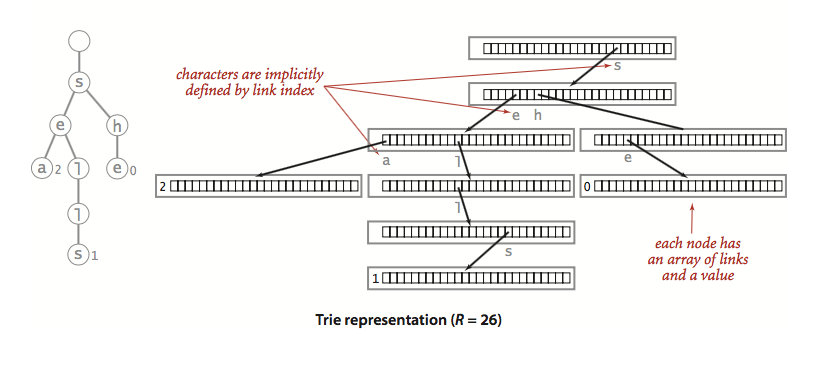 s
e h
a 2 l e 0
l
s 1
characters are implicitly
defined by link index
s
e h
a l e
2 0
l
s
1
each node has
an array of links
and a value
Trie representation (R = 26)